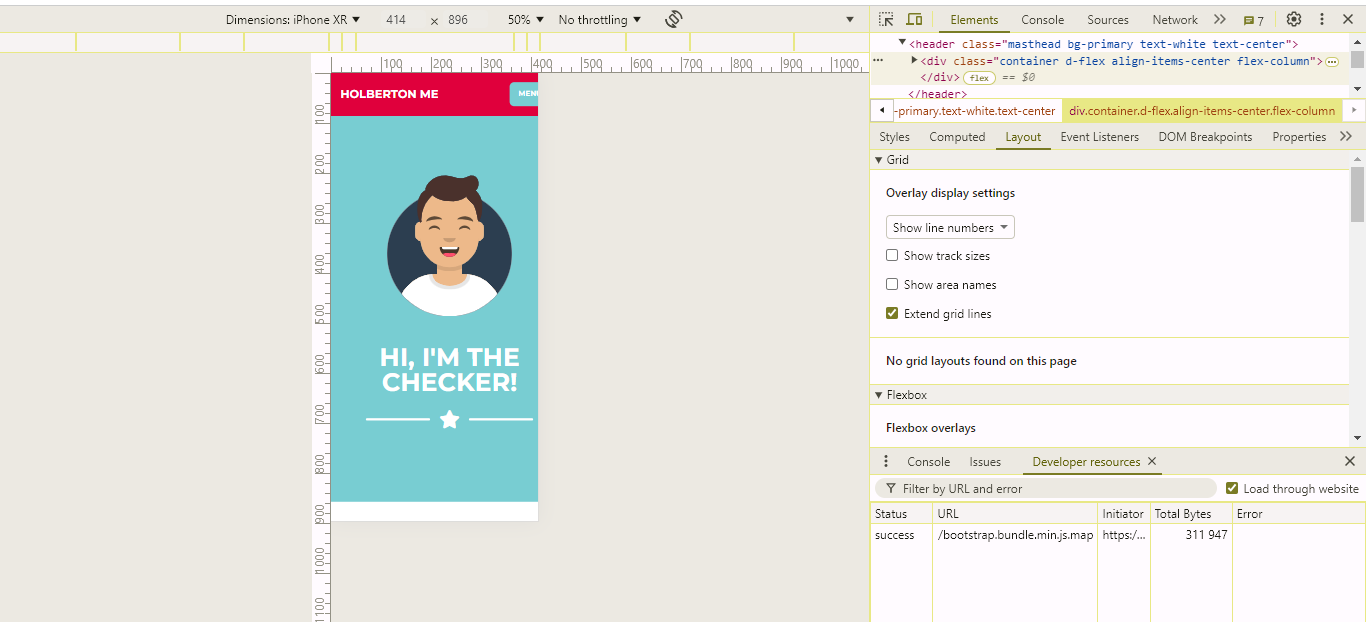 Dimensions: iPhone XR 414 × 896 50% No throttling
Elements Console Sources Network 7
<header class="masthead bg-primary text-white text-center">
<div class="container d-flex align-items-center flex-column">
</div> flex == $0
</header>
-primary.text-white.text-center div.container.d-flex.align-items-center.flex-column
Styles Computed Layout Event Listeners DOM Breakpoints Properties
Grid
Overlay display settings
Show line numbers
Show track sizes
Show area names
Extend grid lines
No grid layouts found on this page
Flexbox
Flexbox overlays
Console Issues Developer resources
Filter by URL and error Load through website
Status URL Initiator Total Bytes Error
success /bootstrap.bundle.min.js.map https:/... 311 947
100 200 300 400 500 600 700 800 900 1000
100
200
300
400
500
600
700
800
900
1000
1100
HOLBERTON ME MENU
HI, I'M THE
CHECKER!